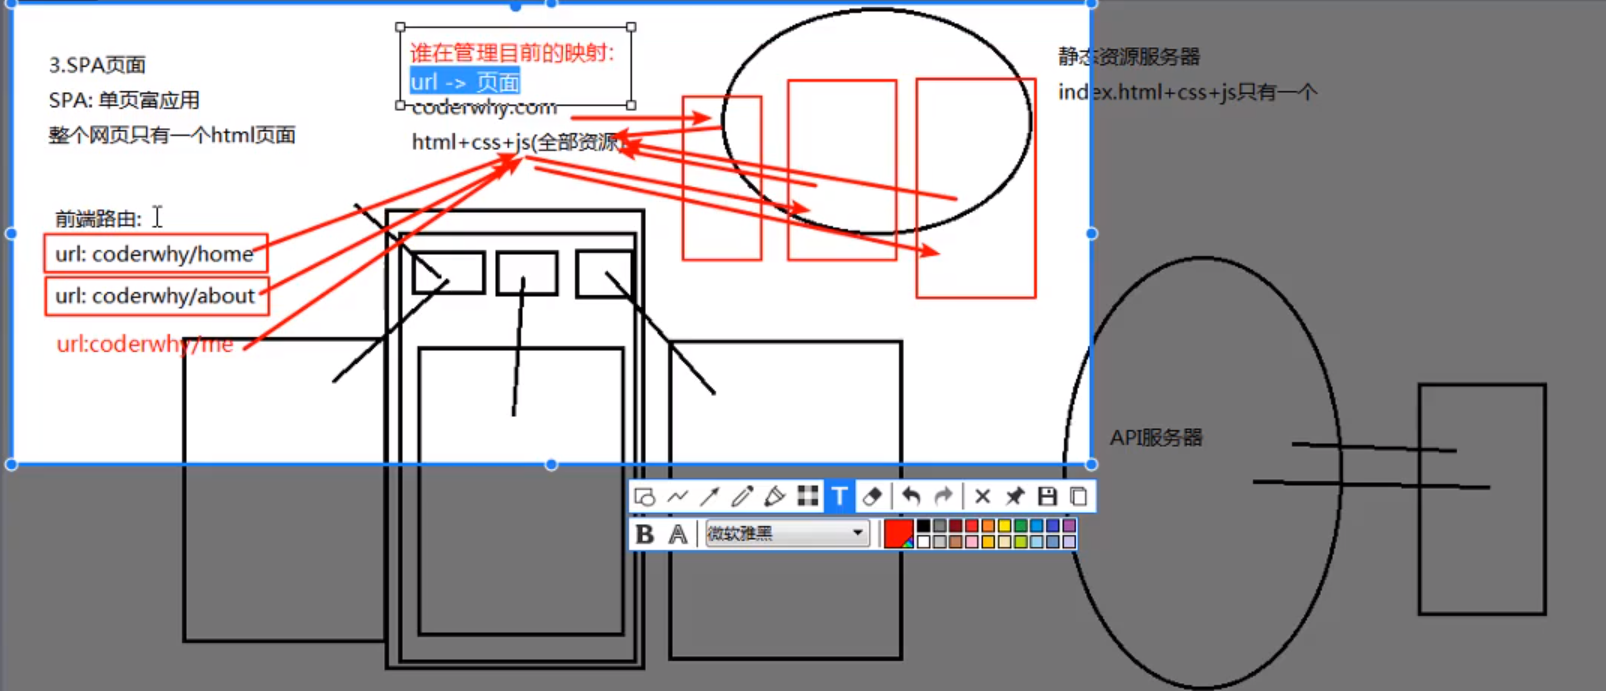 3.SPA页面
SPA: 单页富应用
整个网页只有一个html页面
谁在管理目前的映射:
url -> 页面
coderwhy.com
html+css+js(全部资源)
静态资源服务器
index.html+css+js只有一个
前端路由:
url: coderwhy/home
url: coderwhy/about
url:coderwhy/me
API服务器
T
B A 微软雅黑